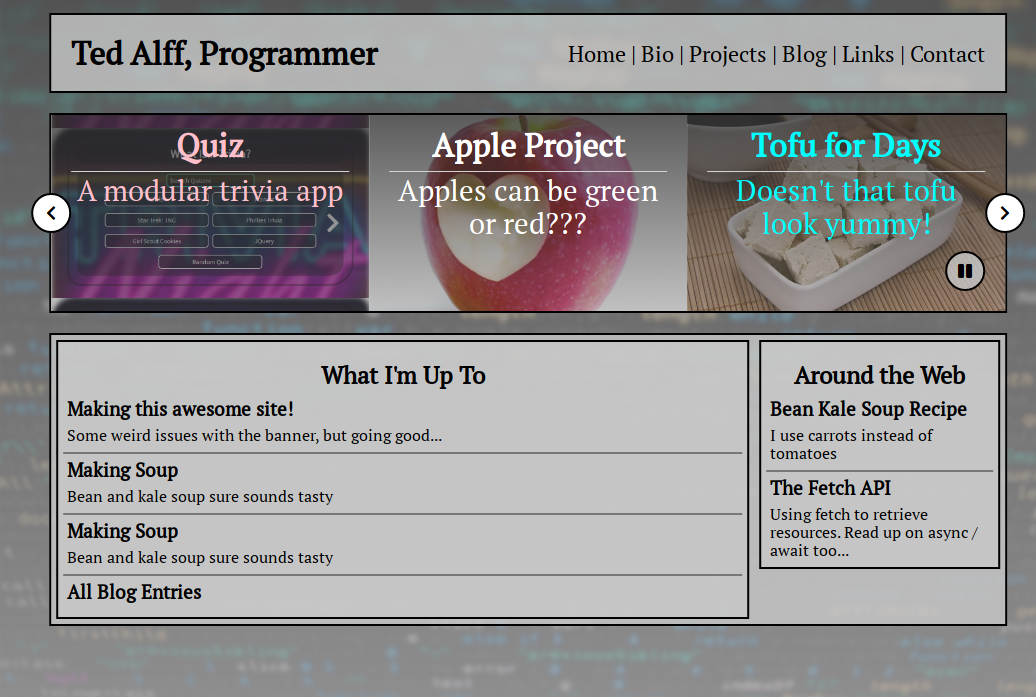 Ted Alff, Programmer
Home | Bio | Projects | Blog | Links | Contact
Quiz
A modular trivia app
Star trek: TNG
Phillies Trivia
Girl Scout Cookies
JQuery
Random Quiz
Apple Project
Apples can be green
or red???
Tofu for Days
Doesn't that tofu
look yummy!
What I'm Up To
Making this awesome site!
Some weird issues with the banner, but going good...
Making Soup
Bean and kale soup sure sounds tasty
Making Soup
Bean and kale soup sure sounds tasty
All Blog Entries
Around the Web
Bean Kale Soup Recipe
I use carrots instead of
tomatoes
The Fetch API
Using fetch to retrieve
resources. Read up on async /
await too...